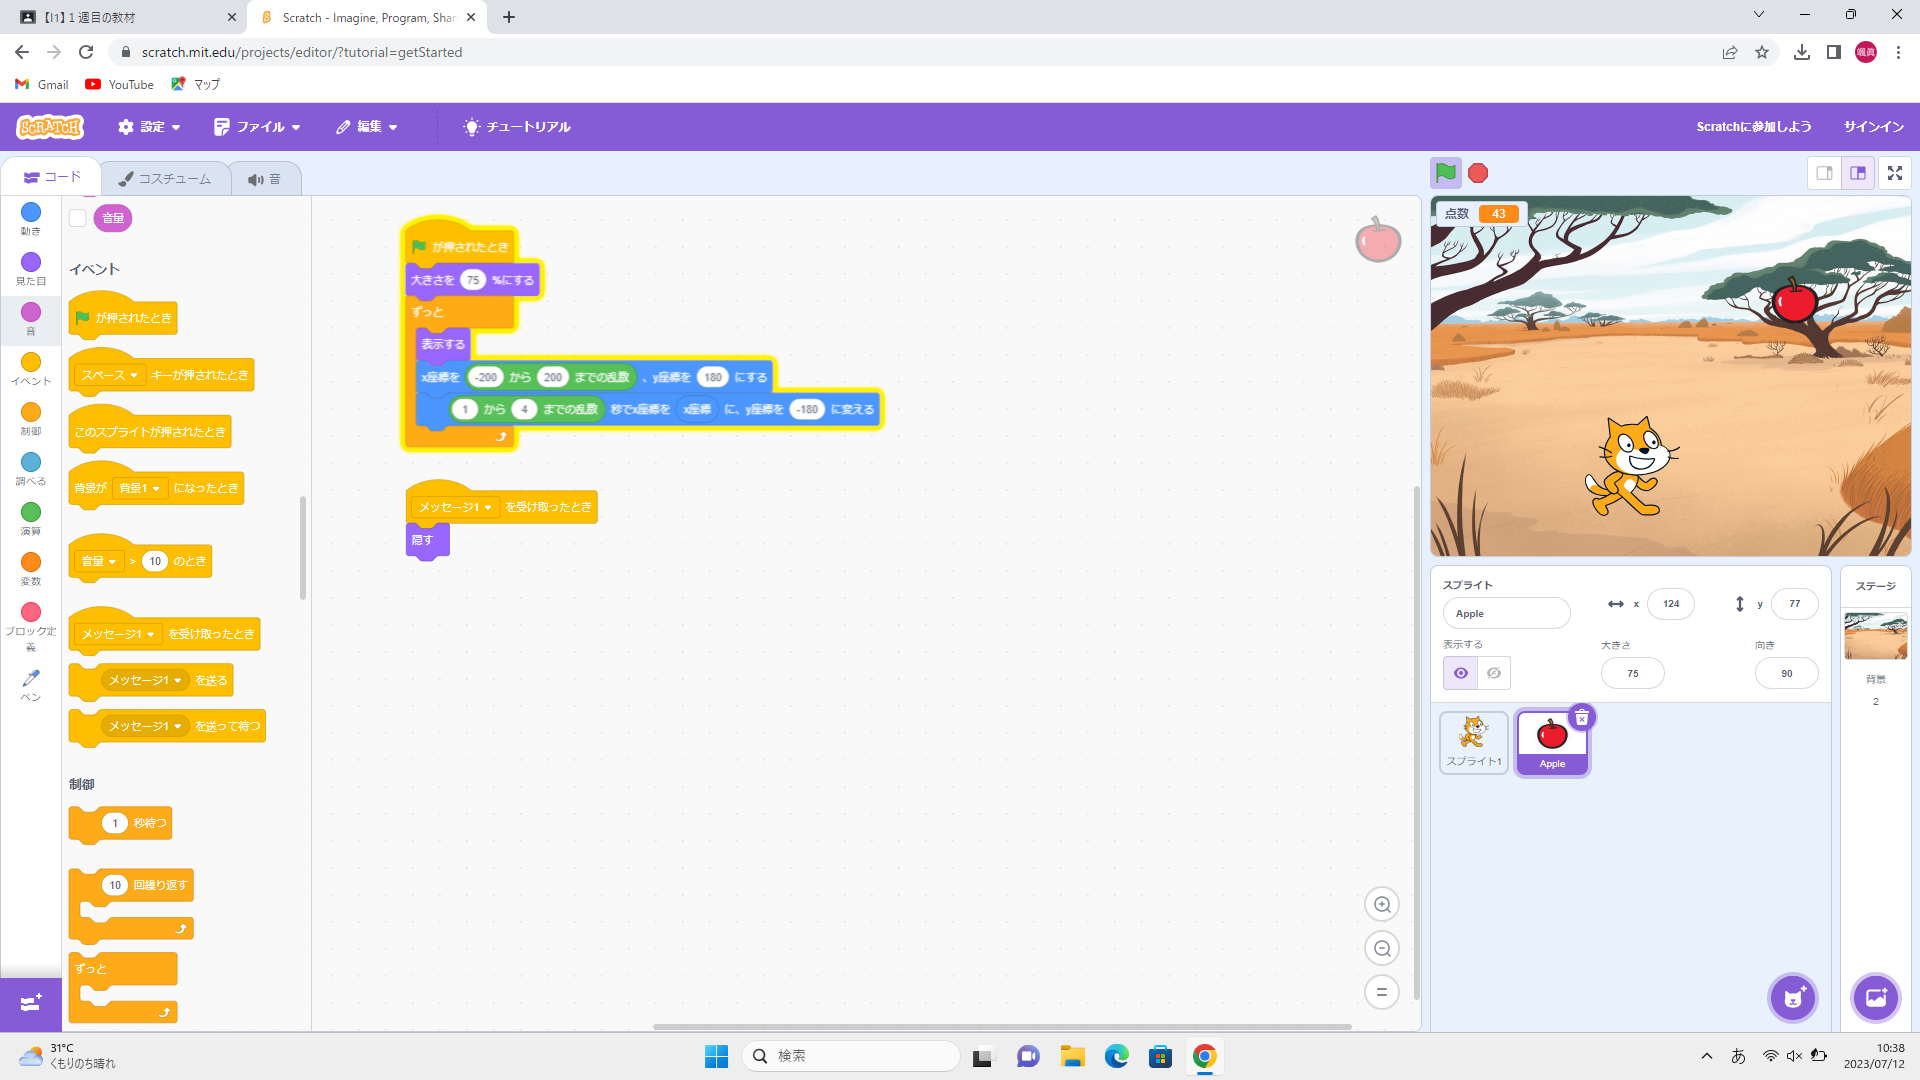 【I1】1 週目の教材
Scratch - Imagine, Program, Shar
scratch.mit.edu/projects/editor/?tutorial=getStarted
颯眞
Gmail
YouTube
マップ
SCRATCH
設定
ファイル
編集
チュートリアル
Scratchに参加しよう
サインイン
コード
コスチューム
音
動き
見た目
音
イベント
制御
調べる
演算
変数
ブロック定
義
ペン
音量
イベント
が押されたとき
スペース キーが押されたとき
このスプライトが押されたとき
背景が 背景1 になったとき
音量 > 10 のとき
メッセージ1 を受け取ったとき
メッセージ1 を送る
メッセージ1 を送って待つ
制御
1 秒待つ
10 回繰り返す
ずっと
が押されたとき
大きさを 75 %にする
ずっと
表示する
x座標を -200 から 200 までの乱数 、y座標を 180 にする
1 から 4 までの乱数 秒でx座標を x座標 に、y座標を -180 に変える
メッセージ1 を受け取ったとき
隠す
点数 43
スプライト
Apple
x 124
y 77
表示する
大きさ
75
向き
90
スプライト1
Apple
ステージ
背景
2
31°C
くもりのち晴れ
検索
あ
10:38
2023/07/12